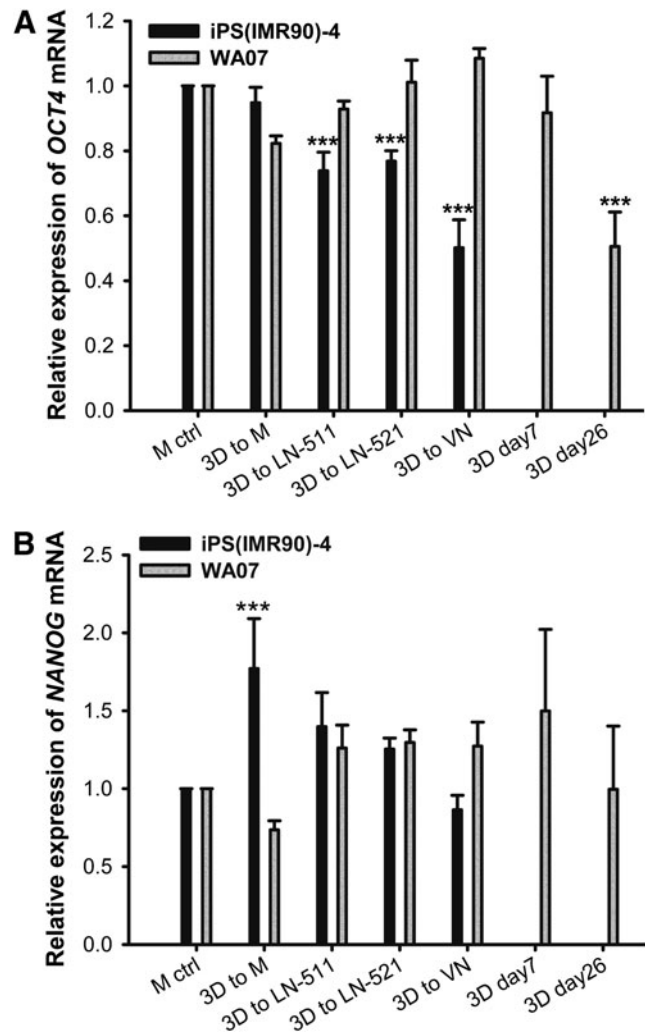 A
iPS(IMR90)-4
WA07
Relative expression of OCT4 mRNA
1.2
1.0
0.8
0.6
0.4
0.2
0.0
***
***
***
***
M ctrl
3D to M
3D to LN-511
3D to LN-521
3D to VN
3D day7
3D day26
B
iPS(IMR90)-4
WA07
Relative expression of NANOG mRNA
2.5
2.0
1.5
1.0
0.5
0.0
***
M ctrl
3D to M
3D to LN-511
3D to LN-521
3D to VN
3D day7
3D day26